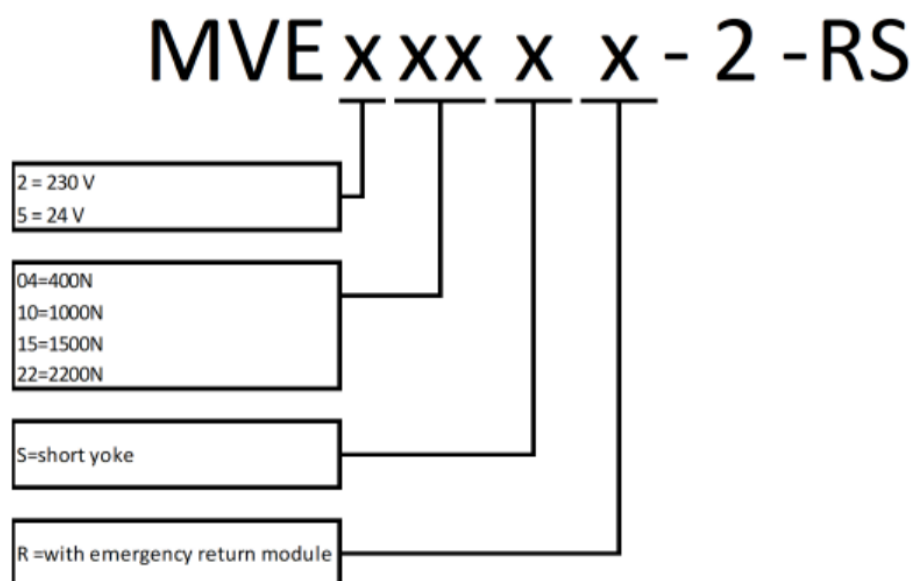 MVE x xx x x - 2 - RS
2 = 230 V
5 = 24 V
04=400N
10=1000N
15=1500N
22=2200N
S=short yoke
R =with emergency return module